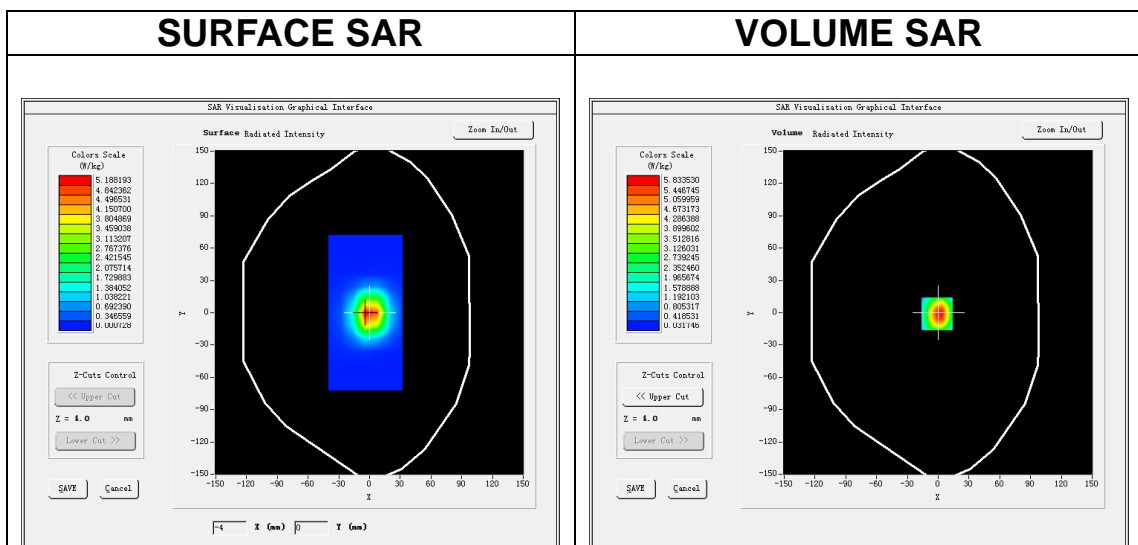 SURFACE SAR
VOLUME SAR
SAR Visualisation Graphical Interface
Surface Radiated Intensity
Zoom In/Out
Colors Scale
(W/kg)
5.188193
4.842362
4.496531
4.150700
3.804869
3.459038
3.113207
2.767376
2.421545
2.075714
1.729883
1.384052
1.038221
0.692390
0.346559
0.000728
Z-Cuts Control
<< Upper Cut
Z = 4.0 mm
Lower Cut >>
SAVE
Cancel
150
120
90
60
30
0
-30
-60
-90
-120
-150
Y
-150 -120 -90 -60 -30 0 30 60 90 120 150
X
-4 X (mm) 0 Y (mm)
SAR Visualisation Graphical Interface
Volume Radiated Intensity
Zoom In/Out
Colors Scale
(W/kg)
5.833530
5.446745
5.059959
4.673173
4.286388
3.899602
3.512816
3.126031
2.739245
2.352460
1.965674
1.578888
1.192103
0.805317
0.418531
0.031746
Z-Cuts Control
<< Upper Cut
Z = 4.0 mm
Lower Cut >>
SAVE
Cancel
150
120
90
60
30
0
-30
-60
-90
-120
-150
Y
-150 -120 -90 -60 -30 0 30 60 90 120 150
X